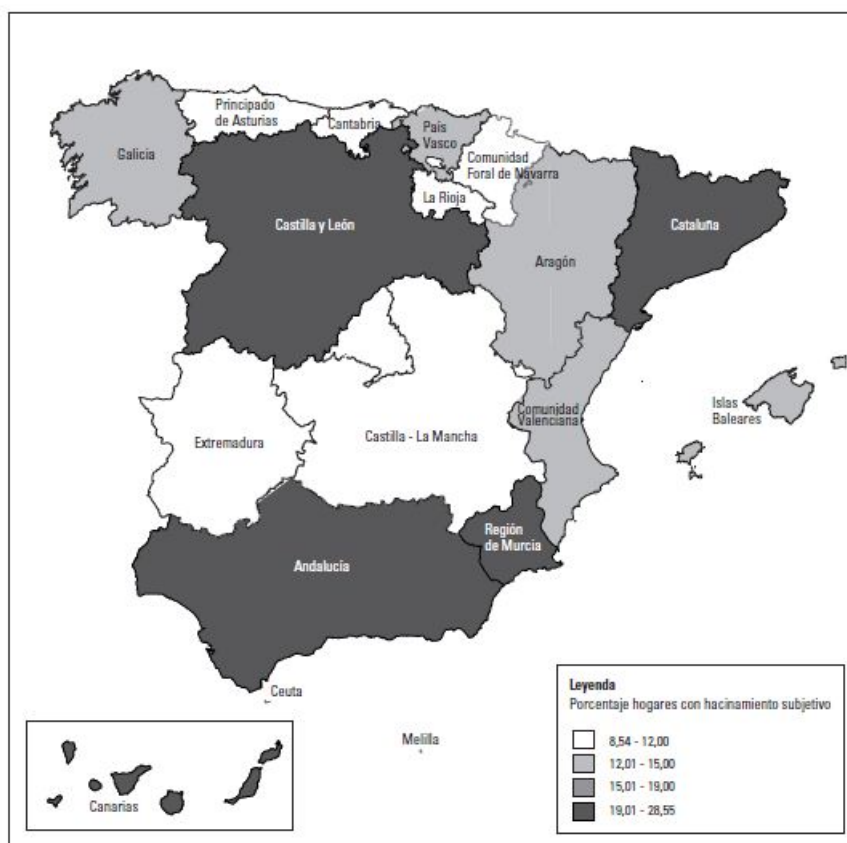 Principado
de Asturias
Cantabria
País
Vasco
Comunidad
Foral de Navarra
Galicia
La Rioja
Castilla y León
Cataluña
Aragón
Islas
Baleares
Comunidad
Valenciana
Extremadura
Castilla - La Mancha
Región
de Murcia
Andalucía
Ceuta
Melilla
Canarias
Leyenda
Porcentaje hogares con hacinamiento subjetivo
8,54 - 12,00
12,01 - 15,00
15,01 - 19,00
19,01 - 28,55